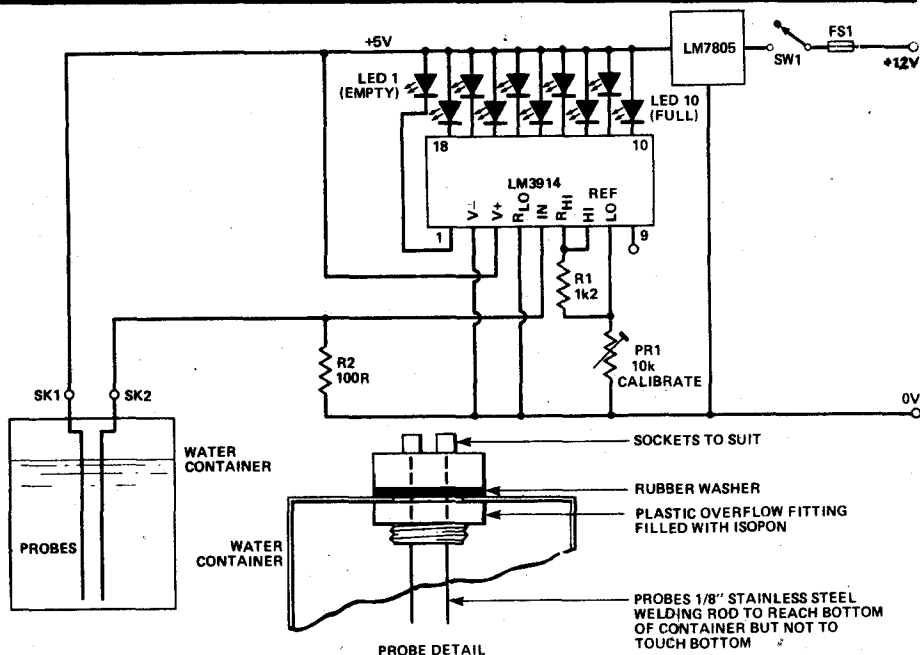 +5V
LM7805
SW1
FS1
+12V
LED 1
(EMPTY)
LED 10
(FULL)
18
10
LM3914
V-
V+
RLO
IN
RHI
REF
HI
LO
1
9
R1
1k2
R2
100R
PR1
10k
CALIBRATE
SK1
SK2
0V
WATER
CONTAINER
PROBES
SOCKETS TO SUIT
RUBBER WASHER
PLASTIC OVERFLOW FITTING
FILLED WITH ISOPON
WATER
CONTAINER
PROBES 1/8" STAINLESS STEEL
WELDING ROD TO REACH BOTTOM
OF CONTAINER BUT NOT TO
TOUCH BOTTOM
PROBE DETAIL